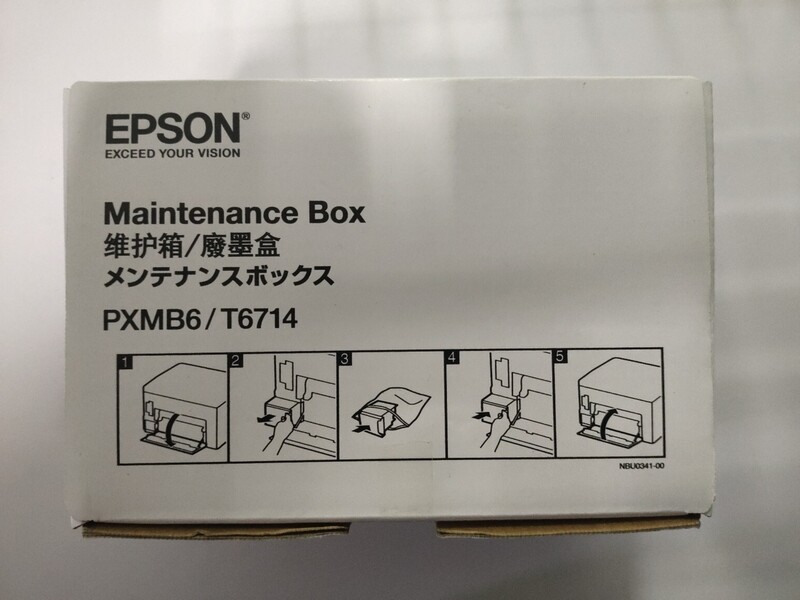 EPSON®
EXCEED YOUR VISION
Maintenance Box
维护箱/廢墨盒
メンテナンスボックス
PXMB6/T6714
1 2 3 4 5
NBU0341-00